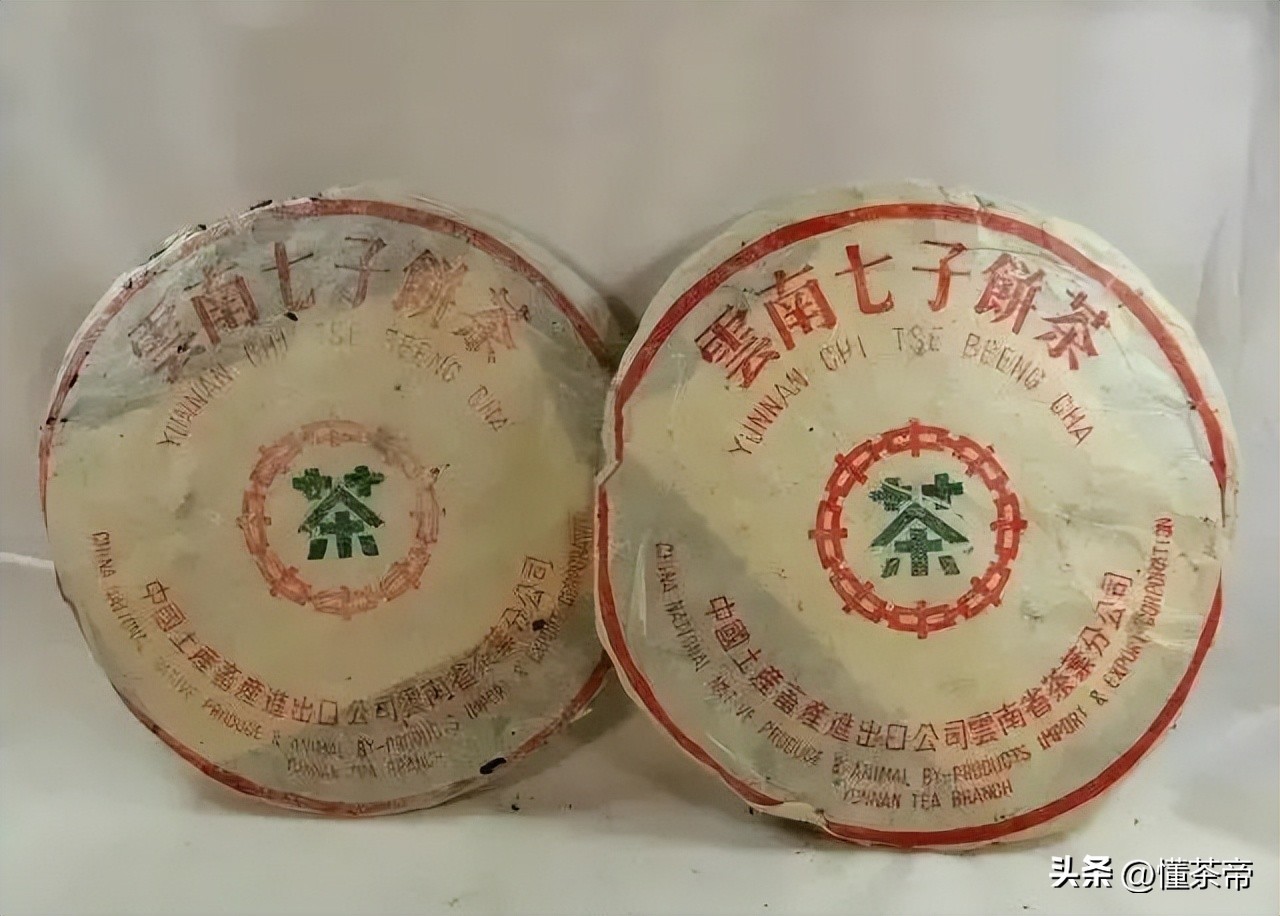 雲南七子餅茶
YUNNAN CHI TSE BEENG CHA
茶
中國土產畜產進出口公司雲南省茶葉分公司
CHINA NATIONAL NATIVE PRODUCE & ANIMAL BY-PRODUCTS IMPORT & EXPORT CORPORATION
YUNNAN TEA BRANCH
雲南七子餅茶
YUNNAN CHI TSE BEENG CHA
茶
中國土產畜產進出口公司雲南省茶葉分公司
CHINA NATIONAL NATIVE PRODUCE & ANIMAL BY-PRODUCTS IMPORT & EXPORT CORPORATION
YUNNAN TEA BRANCH
头条 @懂茶帝